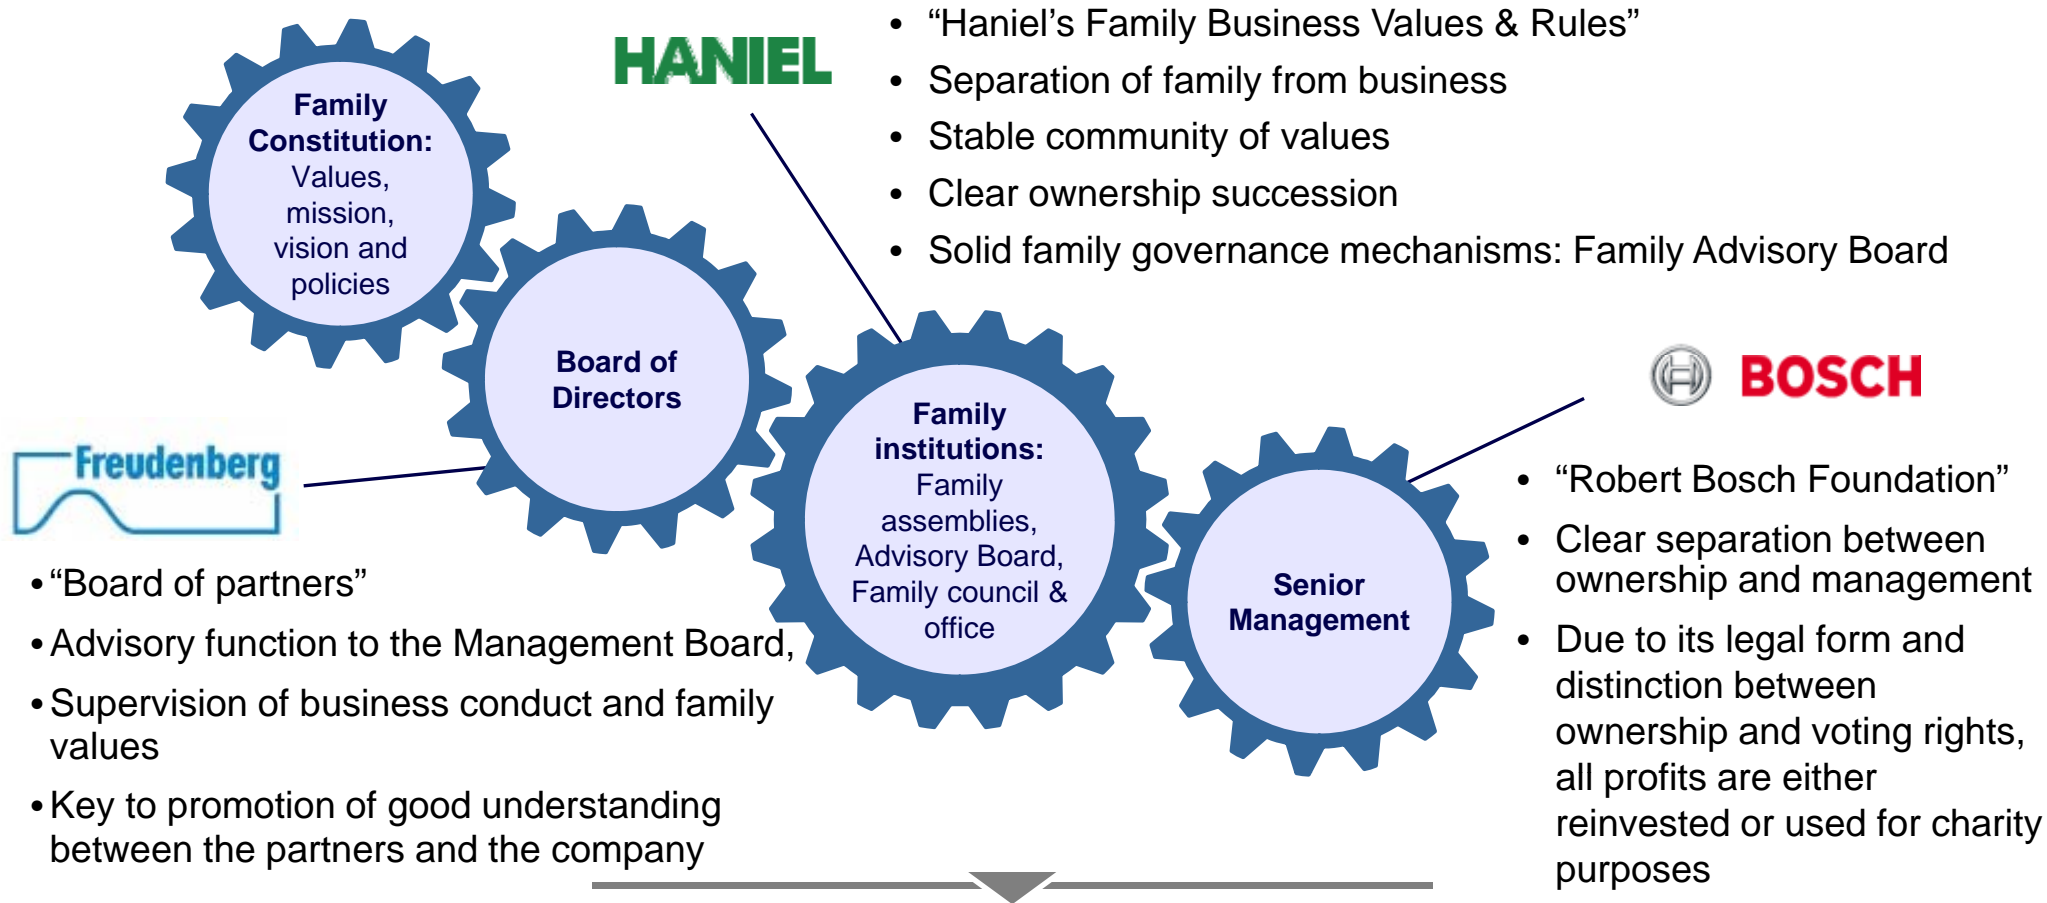 HANIEL
• “Haniel’s Family Business Values & Rules”
• Separation of family from business
• Stable community of values
• Clear ownership succession
• Solid family governance mechanisms: Family Advisory Board
Family
Constitution:
Values,
mission,
vision and
policies
Board of
Directors
Family
institutions:
Family
assemblies,
Advisory Board,
Family council &
office
Senior
Management
Freudenberg
• “Board of partners”
• Advisory function to the Management Board,
• Supervision of business conduct and family
values
• Key to promotion of good understanding
between the partners and the company
BOSCH
• “Robert Bosch Foundation”
• Clear separation between
ownership and management
• Due to its legal form and
distinction between
ownership and voting rights,
all profits are either
reinvested or used for charity
purposes